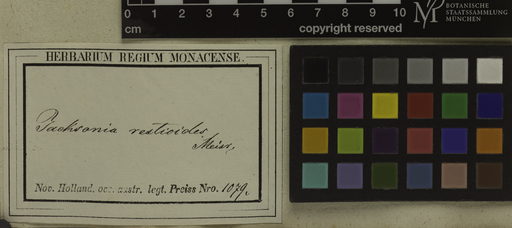 0 1 2 3 4 5 6 7 8 9 10
cm copyright reserved
BOTANISCHE
STAATSSAMMLUNG
MÜNCHEN
HERBARIUM REGIUM MONACENSE.
Jacksonia restioides
Meisn.
Nov. Holland. occ. austr. legt. Preiss Nro. 1079.